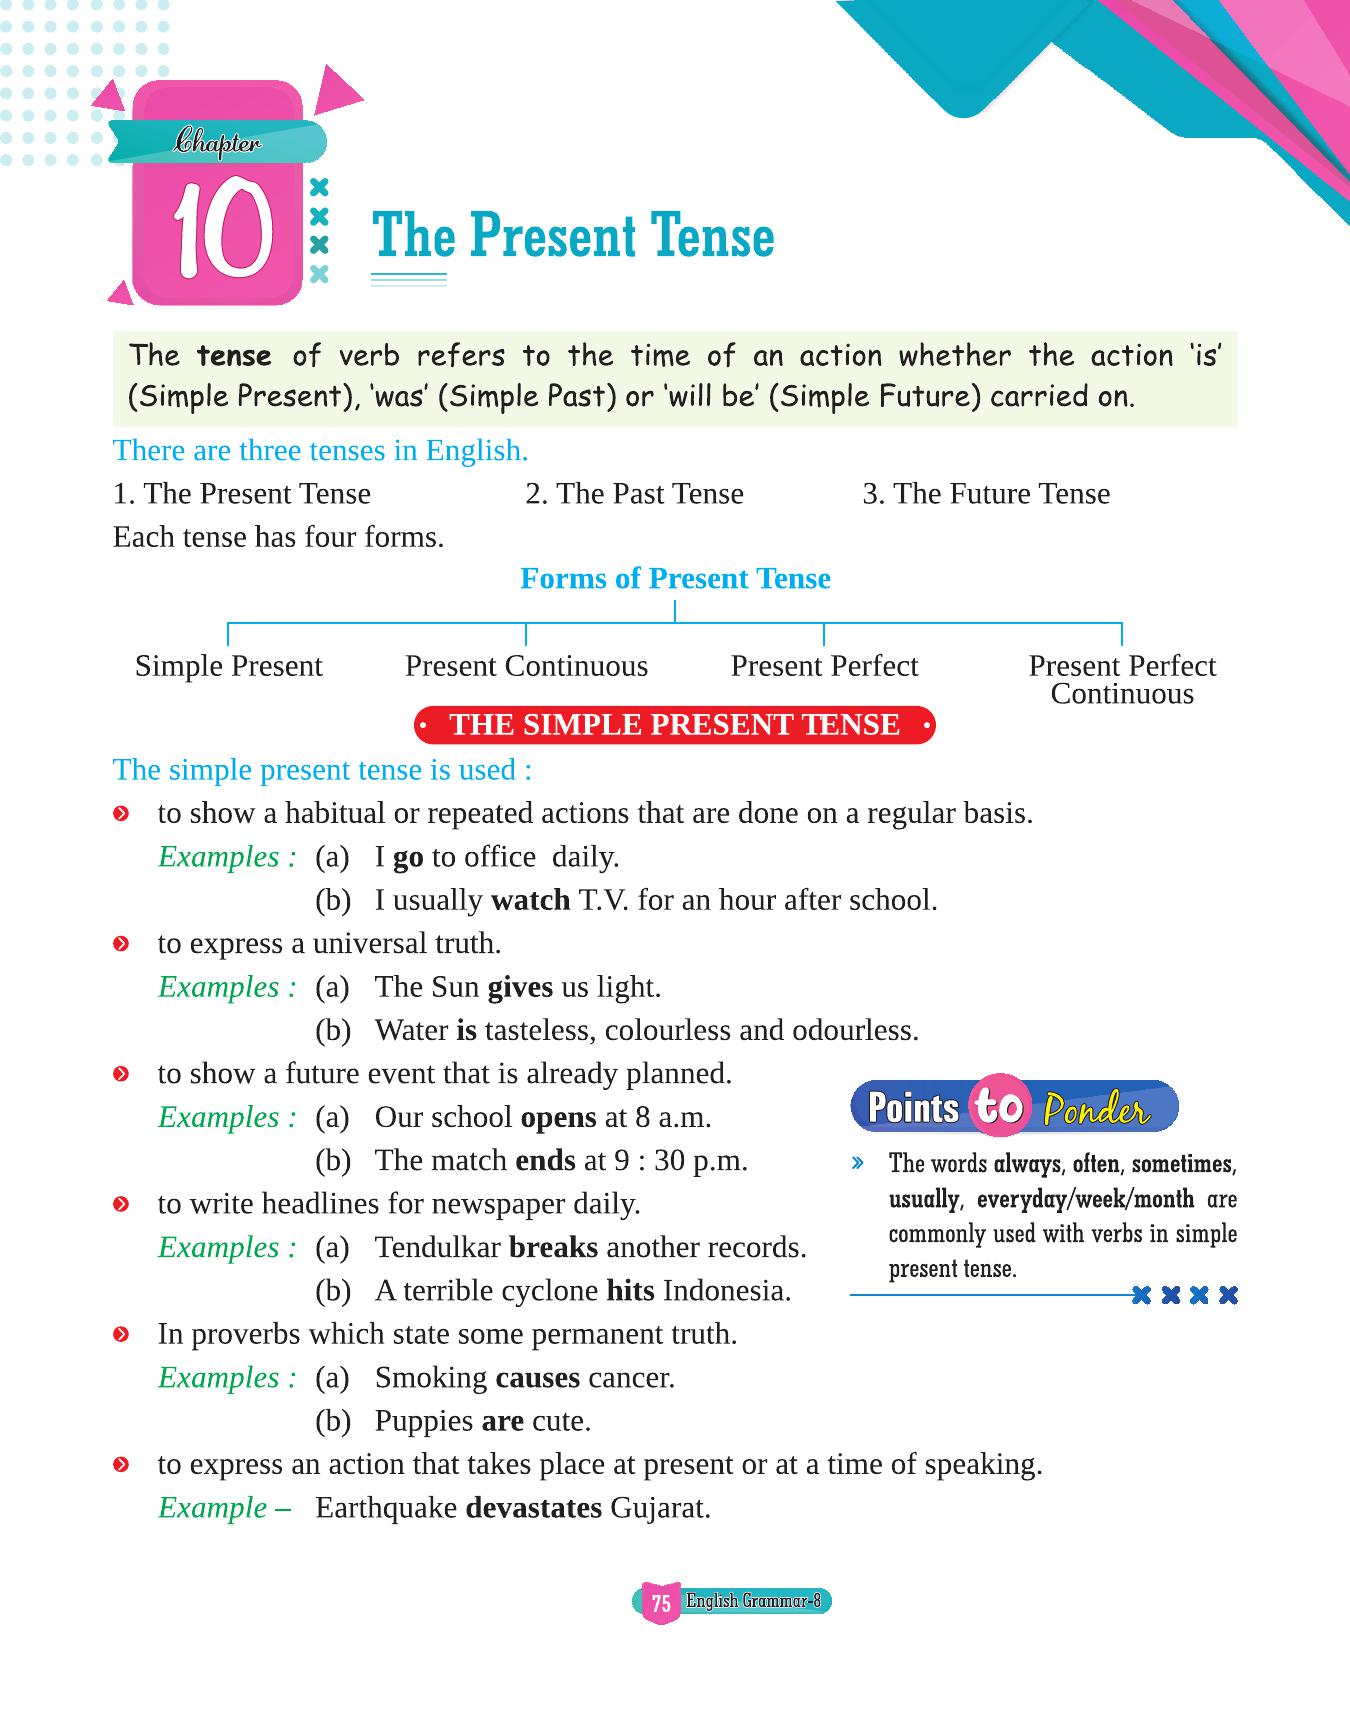 Chapter
10
The Present Tense
The tense of verb refers to the time of an action whether the action ‘is’
(Simple Present), ‘was’ (Simple Past) or ‘will be’ (Simple Future) carried on.
There are three tenses in English.
1. The Present Tense 2. The Past Tense 3. The Future Tense
Each tense has four forms.
Forms of Present Tense
Simple Present Present Continuous Present Perfect Present Perfect
Continuous
THE SIMPLE PRESENT TENSE
The simple present tense is used :
to show a habitual or repeated actions that are done on a regular basis.
Examples : (a) I go to office daily.
(b) I usually watch T.V. for an hour after school.
to express a universal truth.
Examples : (a) The Sun gives us light.
(b) Water is tasteless, colourless and odourless.
to show a future event that is already planned.
Examples : (a) Our school opens at 8 a.m.
(b) The match ends at 9 : 30 p.m.
to write headlines for newspaper daily.
Examples : (a) Tendulkar breaks another records.
(b) A terrible cyclone hits Indonesia.
Points to Ponder
» The words always, often, sometimes,
usually, everyday/week/month are
commonly used with verbs in simple
present tense.
In proverbs which state some permanent truth.
Examples : (a) Smoking causes cancer.
(b) Puppies are cute.
to express an action that takes place at present or at a time of speaking.
Example – Earthquake devastates Gujarat.
75 English Grammar-8